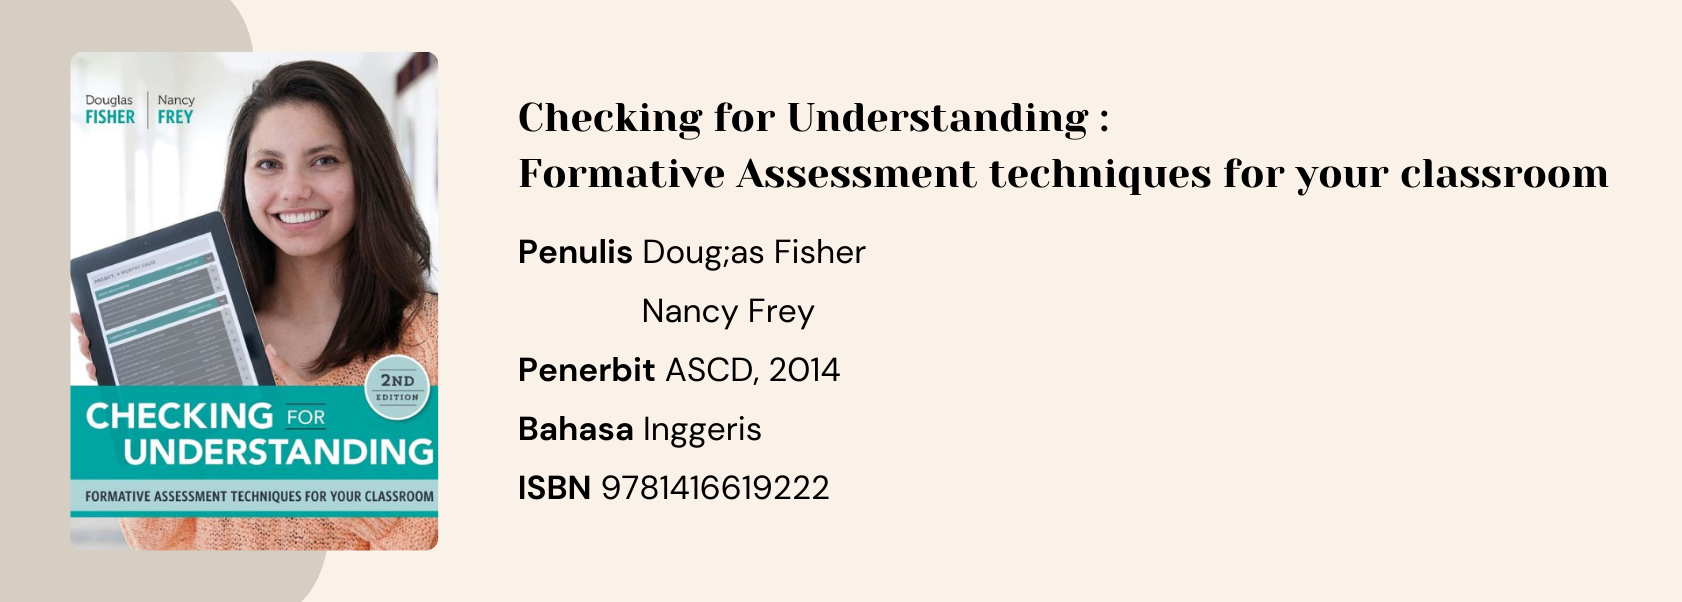 Douglas
FISHER
Nancy
FREY
2ND
EDITION
CHECKING FOR
UNDERSTANDING
FORMATIVE ASSESSMENT TECHNIQUES FOR YOUR CLASSROOM
Checking for Understanding :
Formative Assessment techniques for your classroom
Penulis Doug;as Fisher
Nancy Frey
Penerbit ASCD, 2014
Bahasa Inggeris
ISBN 9781416619222